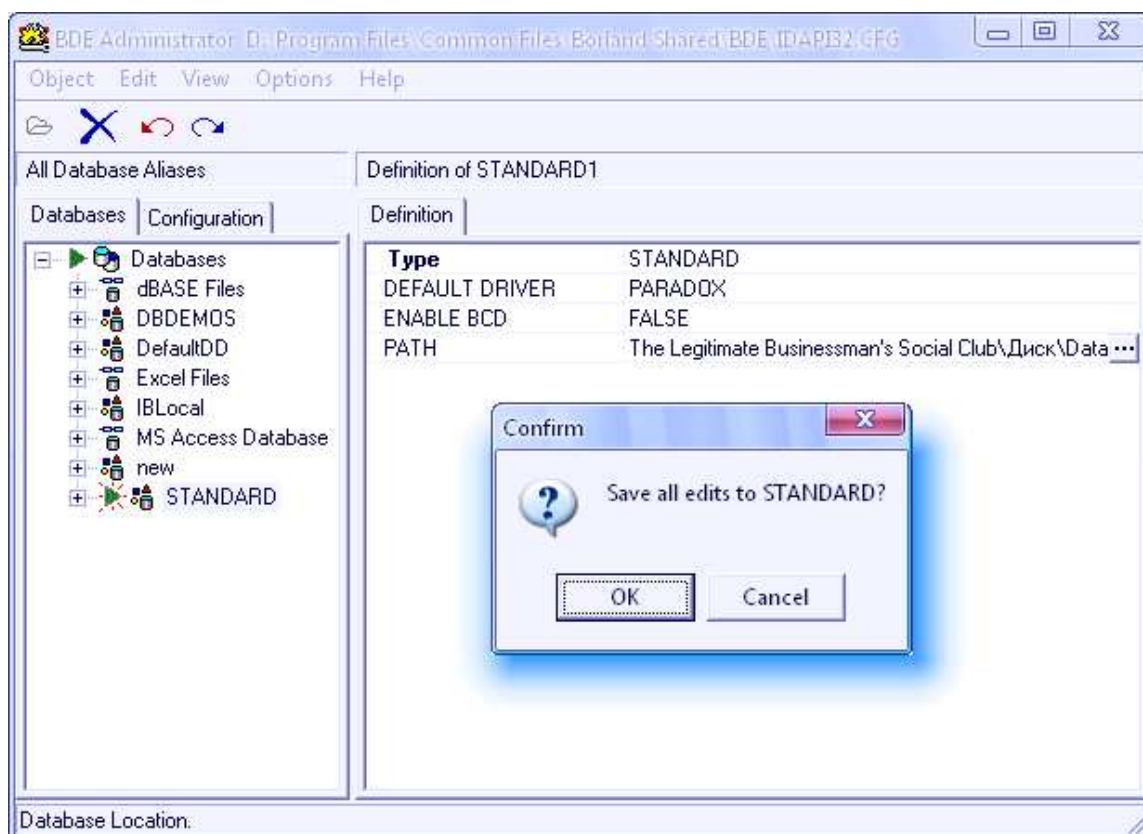 BDE Administrator D: Program Files Common Files Borland Shared BDE IDAPI32.CFG
Object Edit View Options Help
All Database Aliases
Definition of STANDARD1
Databases Configuration
Definition
Databases
dBASE Files
DBDEMOS
DefaultDD
Excel Files
IBLocal
MS Access Database
new
STANDARD
Type STANDARD
DEFAULT DRIVER PARADOX
ENABLE BCD FALSE
PATH The Legitimate Businessman's Social Club\Диск\Data ...
Confirm
Save all edits to STANDARD?
OK Cancel
Database Location.